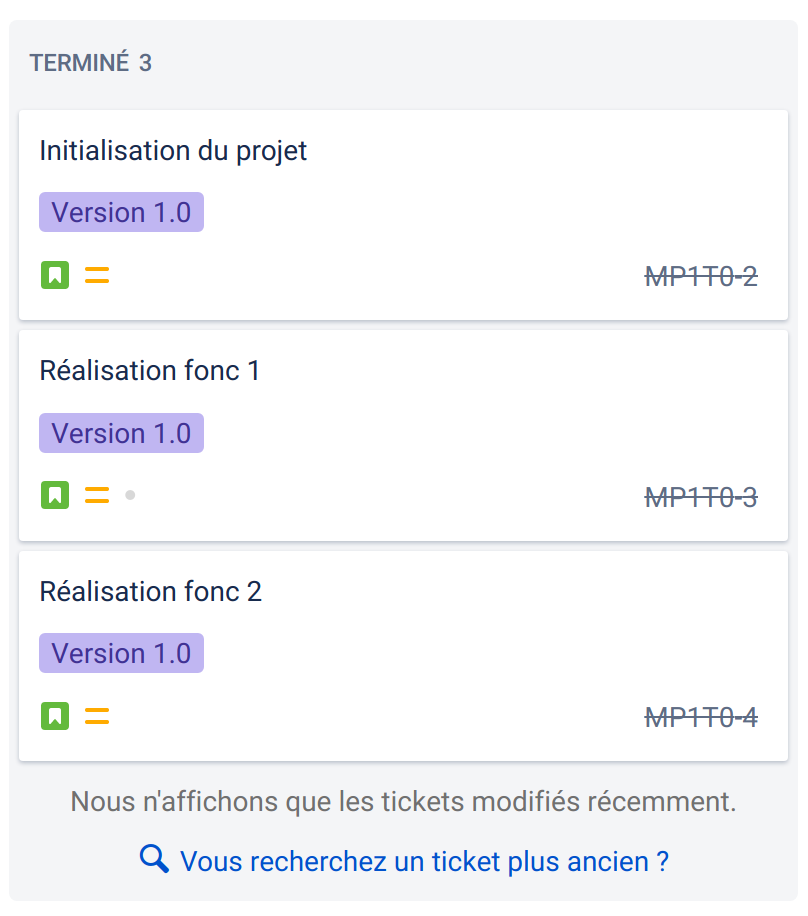 TERMINÉ 3
Initialisation du projet
Version 1.0
MP1T0-2
Réalisation fonc 1
Version 1.0
MP1T0-3
Réalisation fonc 2
Version 1.0
MP1T0-4
Nous n'affichons que les tickets modifiés récemment.
Vous recherchez un ticket plus ancien ?